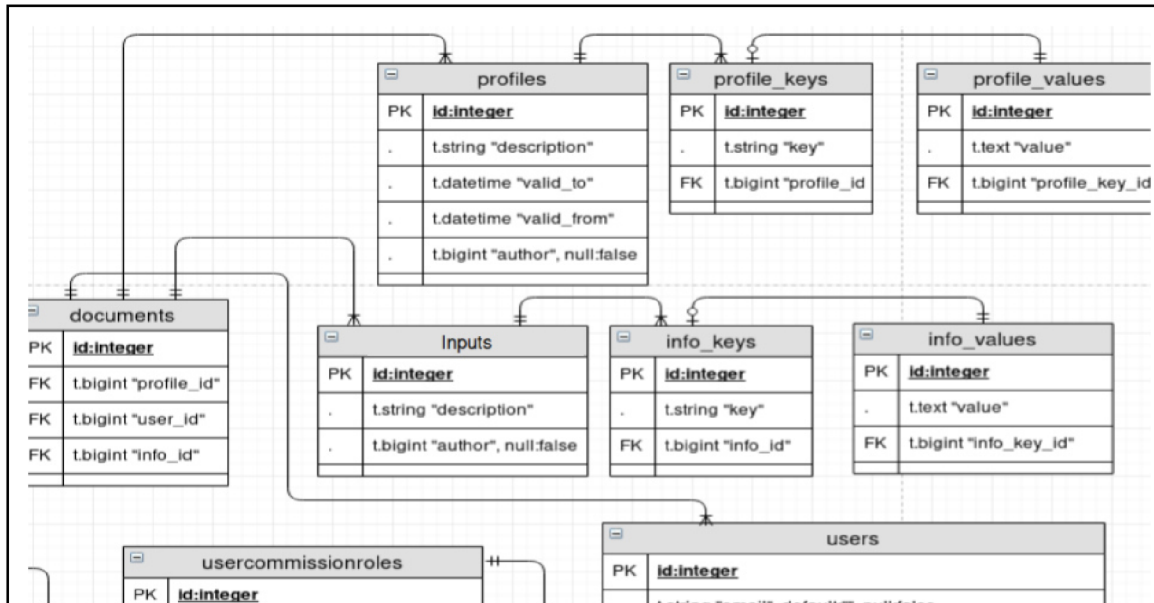 profiles
PK id:integer
. t.string "description"
. t.datetime "valid_to"
. t.datetime "valid_from"
. t.bigint "author", null:false
profile_keys
PK id:integer
. t.string "key"
FK t.bigint "profile_id
profile_values
PK id:integer
. t.text "value"
FK t.bigint "profile_key_id
documents
PK id:integer
FK t.bigint "profile_id"
FK t.bigint "user_id"
FK t.bigint "info_id"
Inputs
PK id:integer
. t.string "description"
. t.bigint "author", null:false
info_keys
PK id:integer
. t.string "key"
FK t.bigint "info_id"
info_values
PK id:integer
. t.text "value"
FK t.bigint "info_key_id"
usercommissionroles
PK id:integer
users
PK id:integer